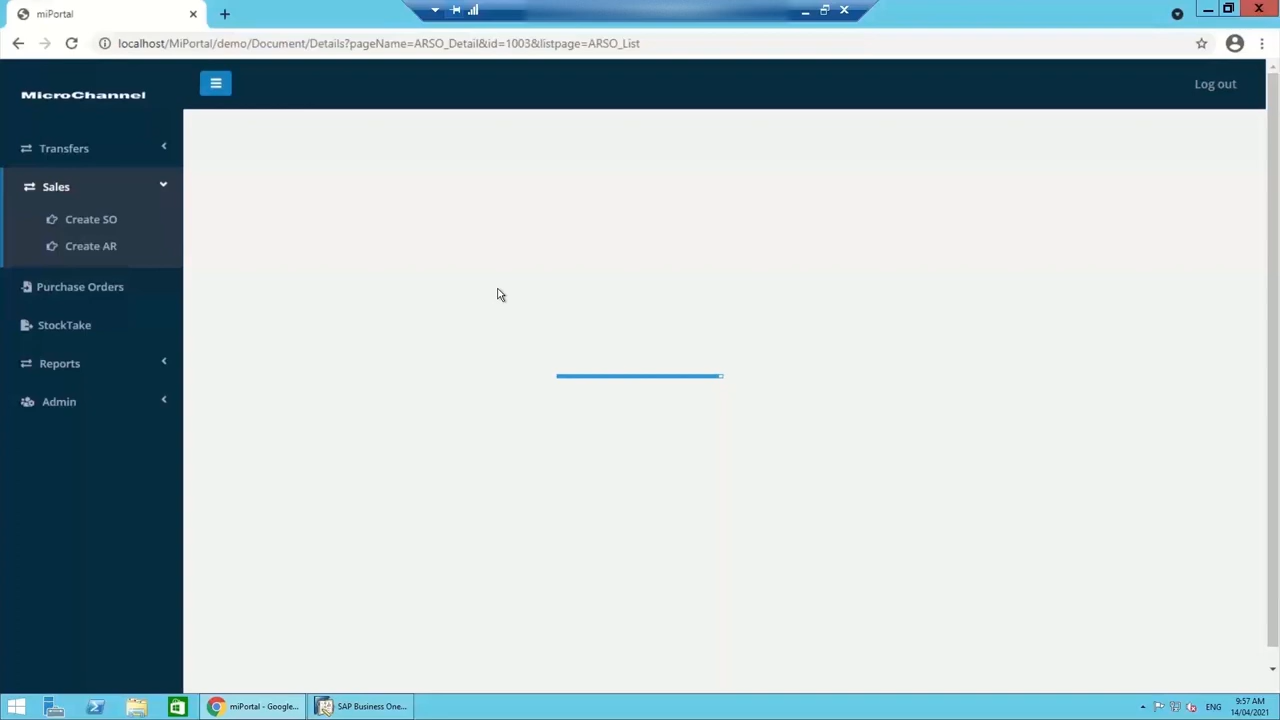 miPortal
localhost/MiPortal/demo/Document/Details?pageName=ARSO_Detail&id=1003&listpage=ARSO_List
MicroChannel
Log out
Transfers
Sales
Create SO
Create AR
Purchase Orders
StockTake
Reports
Admin
miPortal - Google...
SAP Business One...
ENG
9:57 AM
14/04/2021